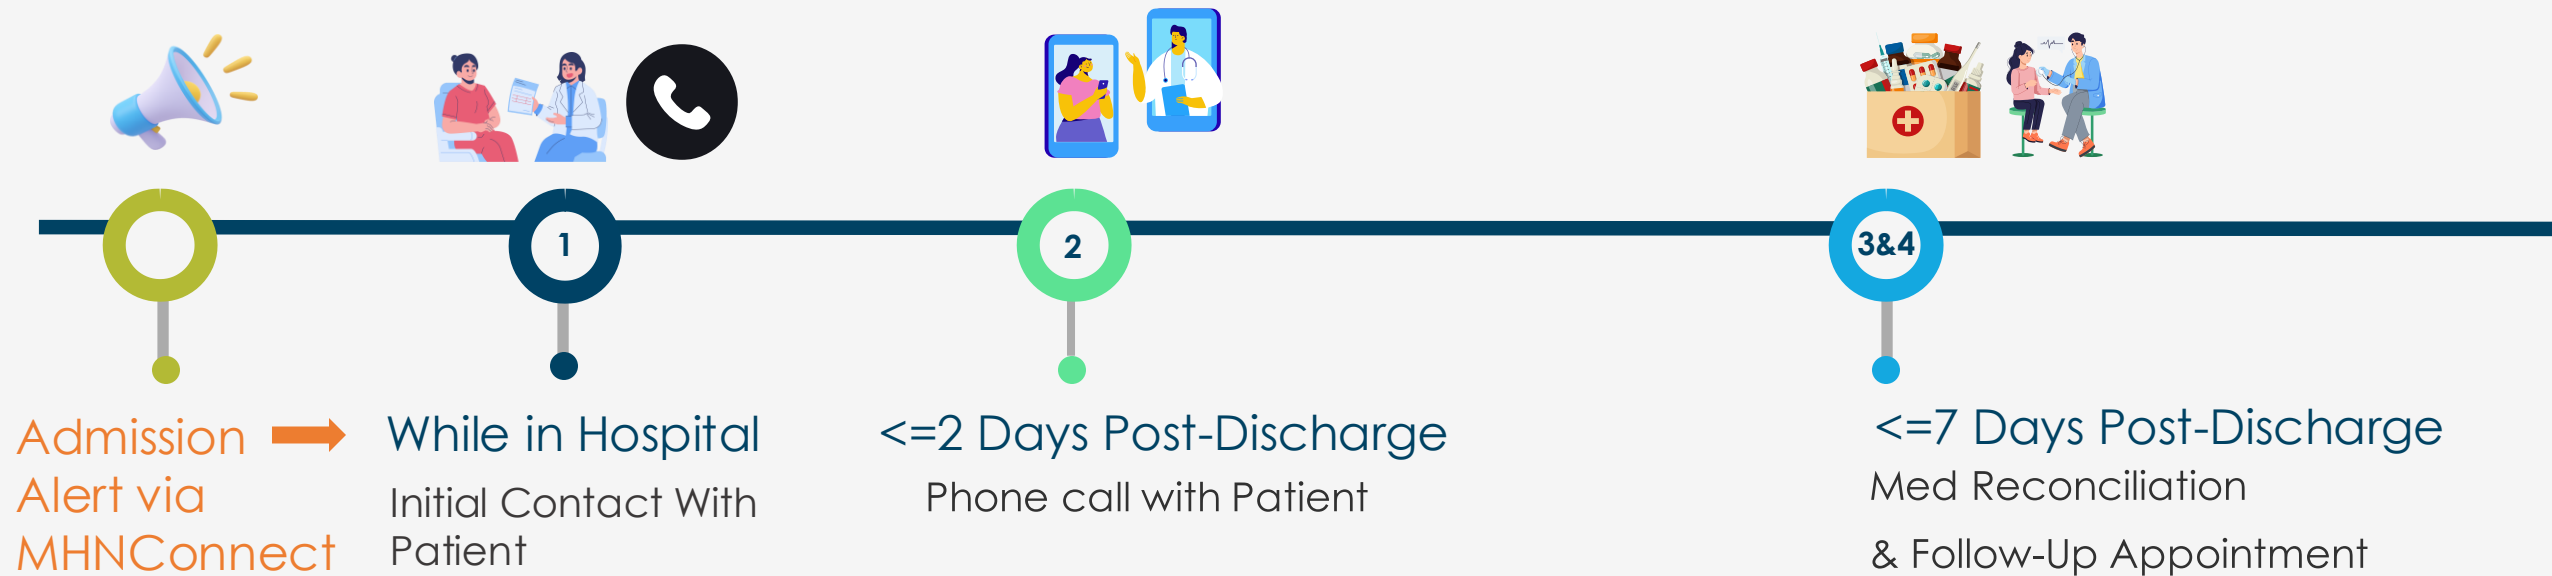 1
2
3&4
Admission
Alert via
MHNConnect
While in Hospital
Initial Contact With
Patient
<=2 Days Post-Discharge
Phone call with Patient
<=7 Days Post-Discharge
Med Reconciliation
& Follow-Up Appointment